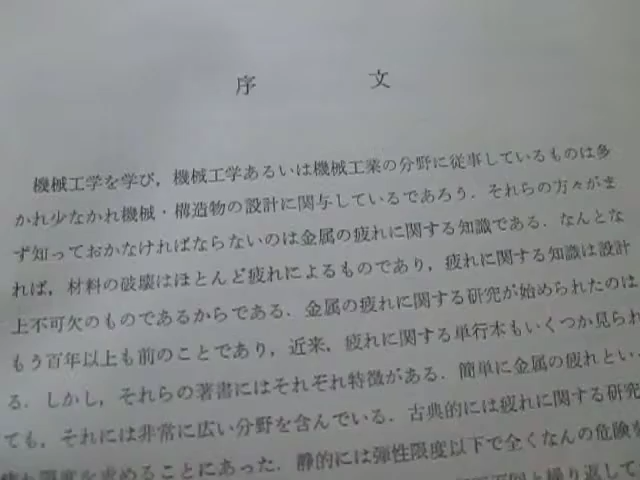 序文
機械工学を学び，機械工学あるいは機械工業の分野に従事しているものは多
かれ少なかれ機械・構造物の設計に関与しているであろう．それらの方々がま
ず知っておかなければならないのは金属の疲れに関する知識である．なんとな
れば，材料の破壊はほとんど疲れによるものであり，疲れに関する知識は設計
上不可欠のものであるからである．金属の疲れに関する研究が始められたのは
もう百年以上も前のことであり，近来，疲れに関する単行本もいくつか見られ
る．しかし，それらの著書にはそれぞれ特徴がある．簡単に金属の疲れとい
ても，それには非常に広い分野を含んでいる．古典的には疲れに関する研究
限度を求めることにあった．静的には弾性限度以下で全くなんの危険
繰り返して